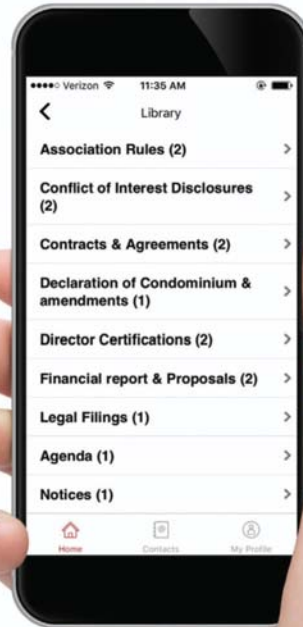 Verizon 11:35 AM
Library
Association Rules (2)
Conflict of Interest Disclosures
(2)
Contracts & Agreements (2)
Declaration of Condominium &
amendments (1)
Director Certifications (2)
Financial report & Proposals (2)
Legal Filings (1)
Agenda (1)
Notices (1)
Home Contacts My Profile